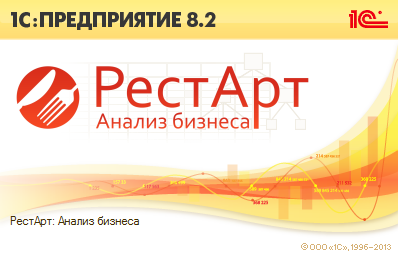 1С:ПРЕДПРИЯТИЕ 8.2
1С
РестАрт
Анализ бизнеса
РестАрт: Анализ бизнеса
© ООО «1С», 1996–2013